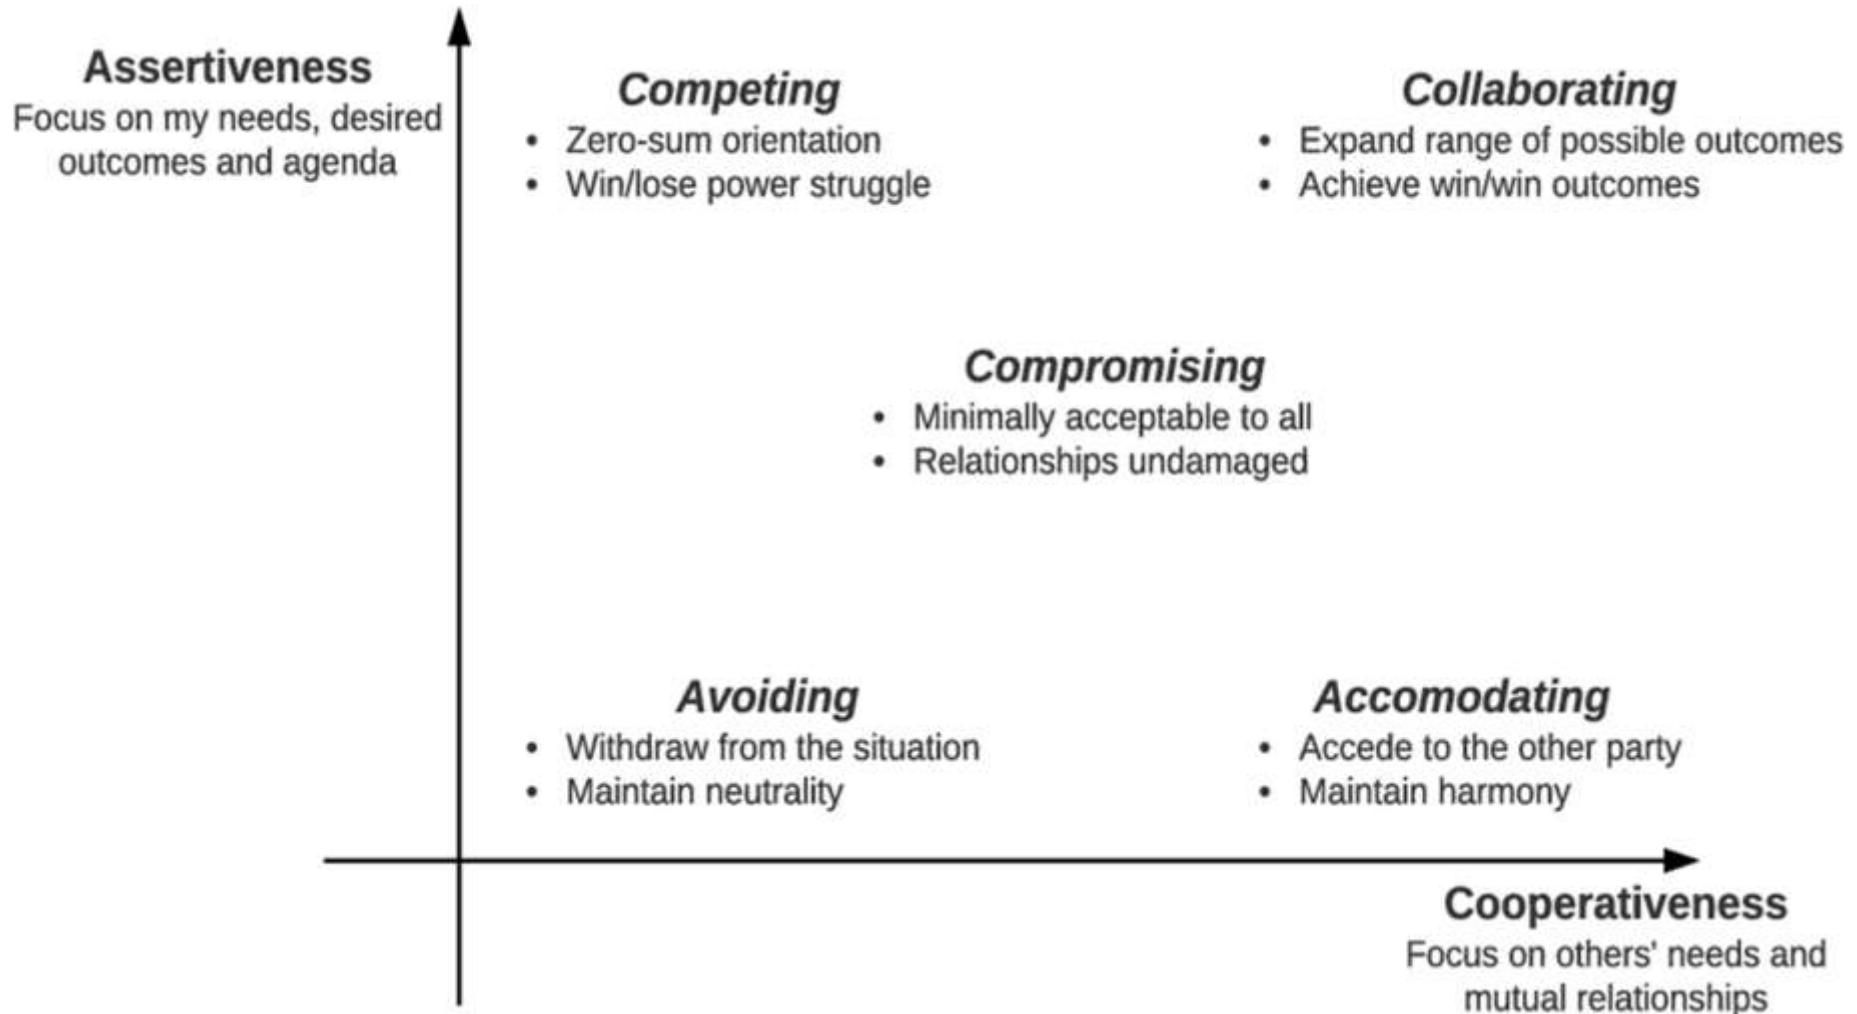 Assertiveness
Focus on my needs, desired
outcomes and agenda
Competing
• Zero-sum orientation
• Win/lose power struggle
Collaborating
• Expand range of possible outcomes
• Achieve win/win outcomes
Compromising
• Minimally acceptable to all
• Relationships undamaged
Avoiding
• Withdraw from the situation
• Maintain neutrality
Accomodating
• Accede to the other party
• Maintain harmony
Cooperativeness
Focus on others' needs and
mutual relationships